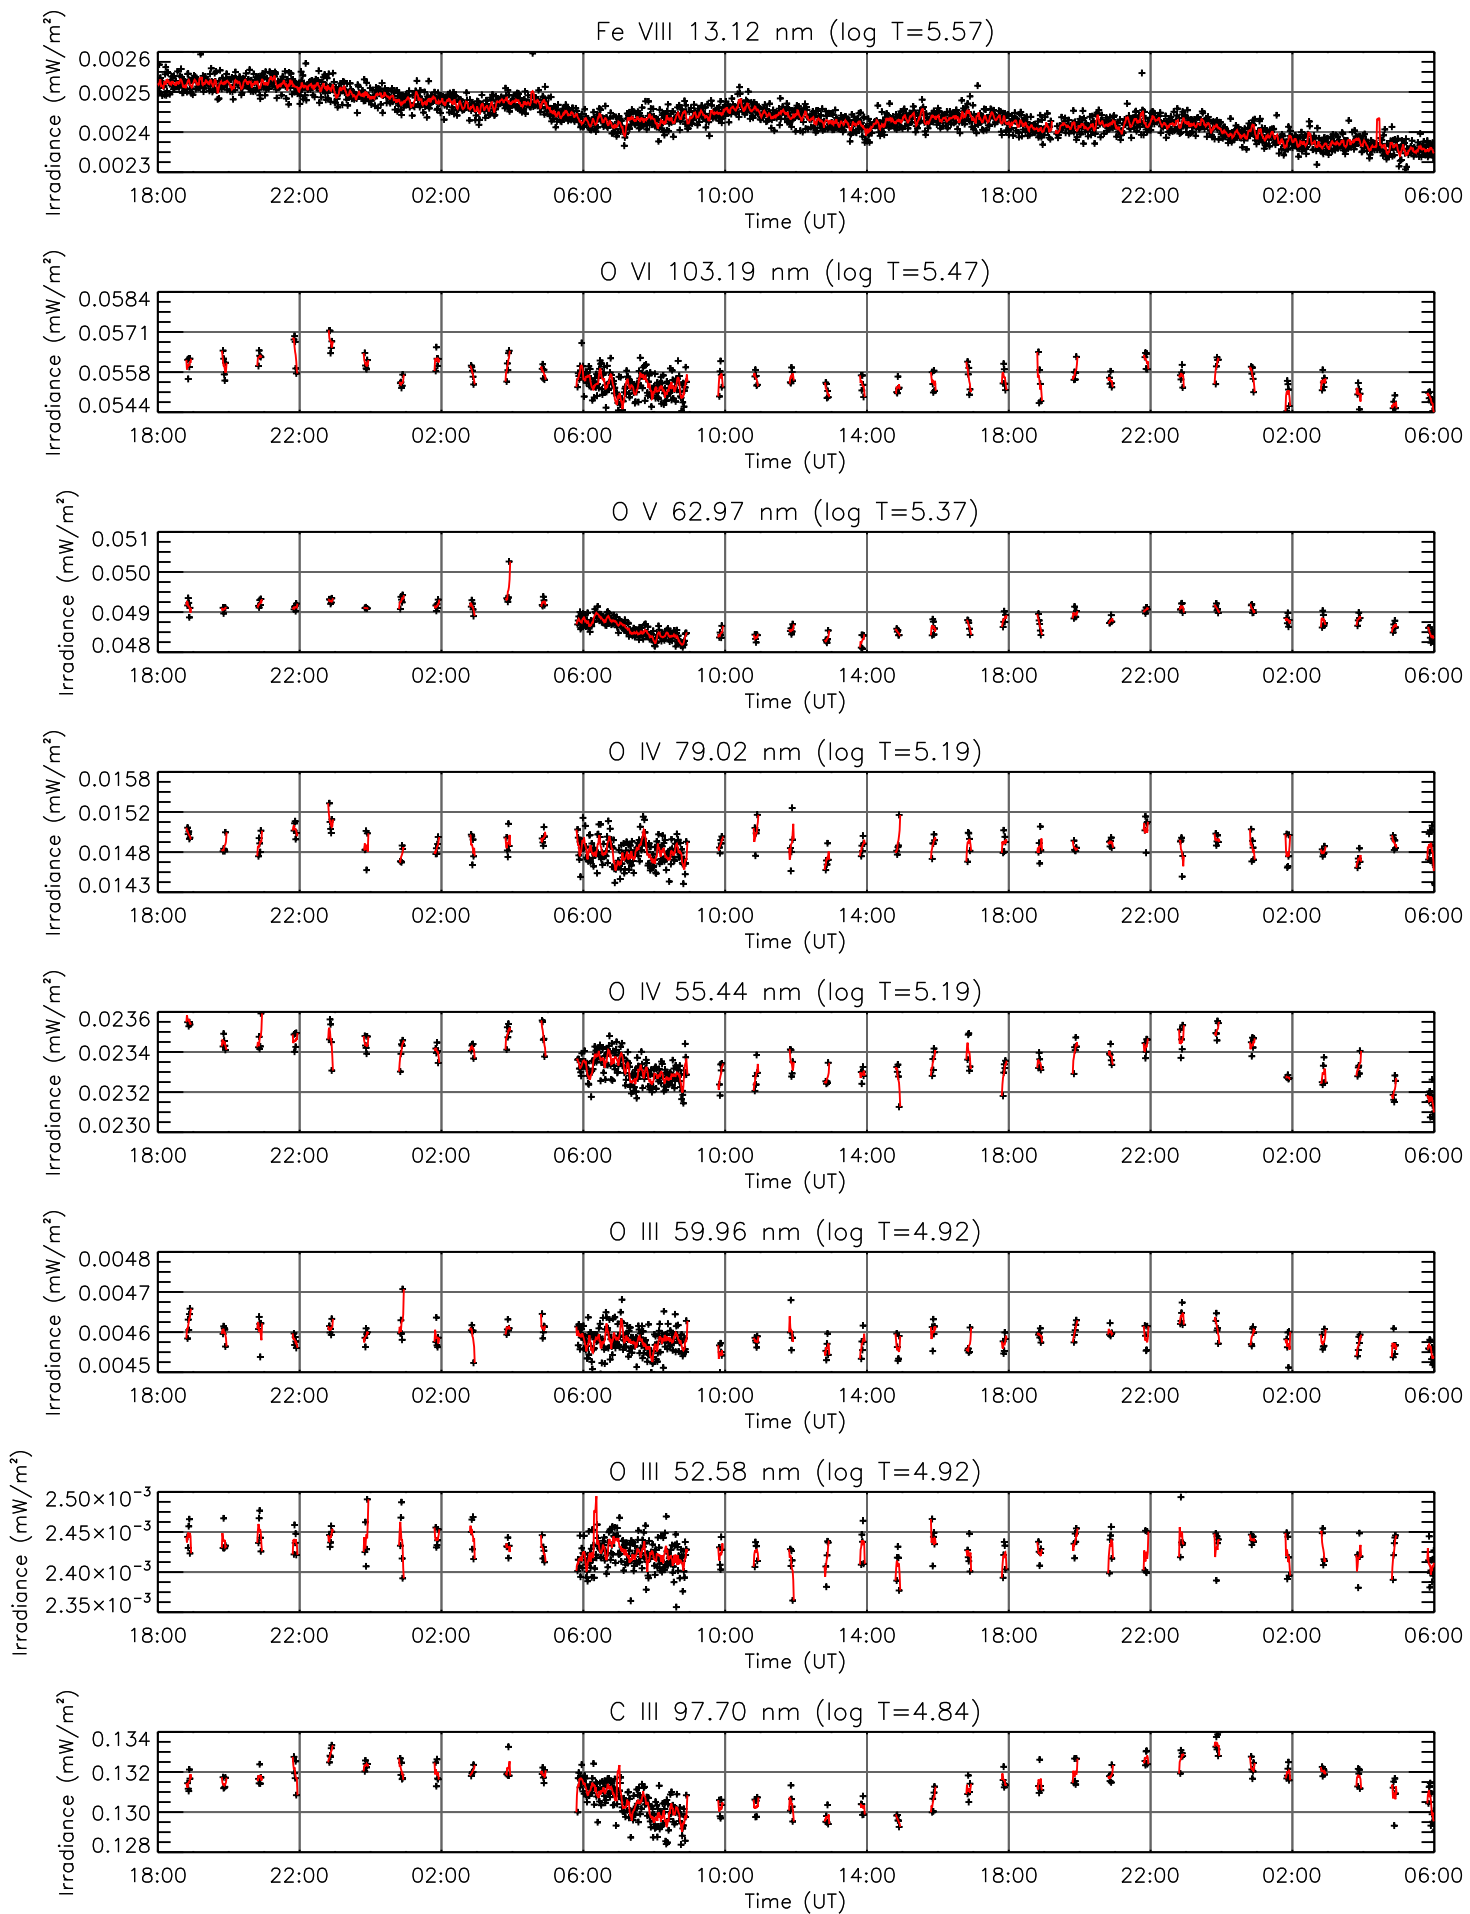 Fe VIII 13.12 nm (log T=5.57)
Irradiance (mW/m²)
0.0026
0.0025
0.0024
0.0023
18:00 22:00 02:00 06:00 10:00 14:00 18:00 22:00 02:00 06:00
Time (UT)
O VI 103.19 nm (log T=5.47)
Irradiance (mW/m²)
0.0584
0.0571
0.0558
0.0544
18:00 22:00 02:00 06:00 10:00 14:00 18:00 22:00 02:00 06:00
Time (UT)
O V 62.97 nm (log T=5.37)
Irradiance (mW/m²)
0.051
0.050
0.049
0.048
18:00 22:00 02:00 06:00 10:00 14:00 18:00 22:00 02:00 06:00
Time (UT)
O IV 79.02 nm (log T=5.19)
Irradiance (mW/m²)
0.0158
0.0152
0.0148
0.0143
18:00 22:00 02:00 06:00 10:00 14:00 18:00 22:00 02:00 06:00
Time (UT)
O IV 55.44 nm (log T=5.19)
Irradiance (mW/m²)
0.0236
0.0234
0.0232
0.0230
18:00 22:00 02:00 06:00 10:00 14:00 18:00 22:00 02:00 06:00
Time (UT)
O III 59.96 nm (log T=4.92)
Irradiance (mW/m²)
0.0048
0.0047
0.0046
0.0045
18:00 22:00 02:00 06:00 10:00 14:00 18:00 22:00 02:00 06:00
Time (UT)
O III 52.58 nm (log T=4.92)
Irradiance (mW/m²)
2.50×10⁻³
2.45×10⁻³
2.40×10⁻³
2.35×10⁻³
18:00 22:00 02:00 06:00 10:00 14:00 18:00 22:00 02:00 06:00
Time (UT)
C III 97.70 nm (log T=4.84)
Irradiance (mW/m²)
0.134
0.132
0.130
0.128
18:00 22:00 02:00 06:00 10:00 14:00 18:00 22:00 02:00 06:00
Time (UT)